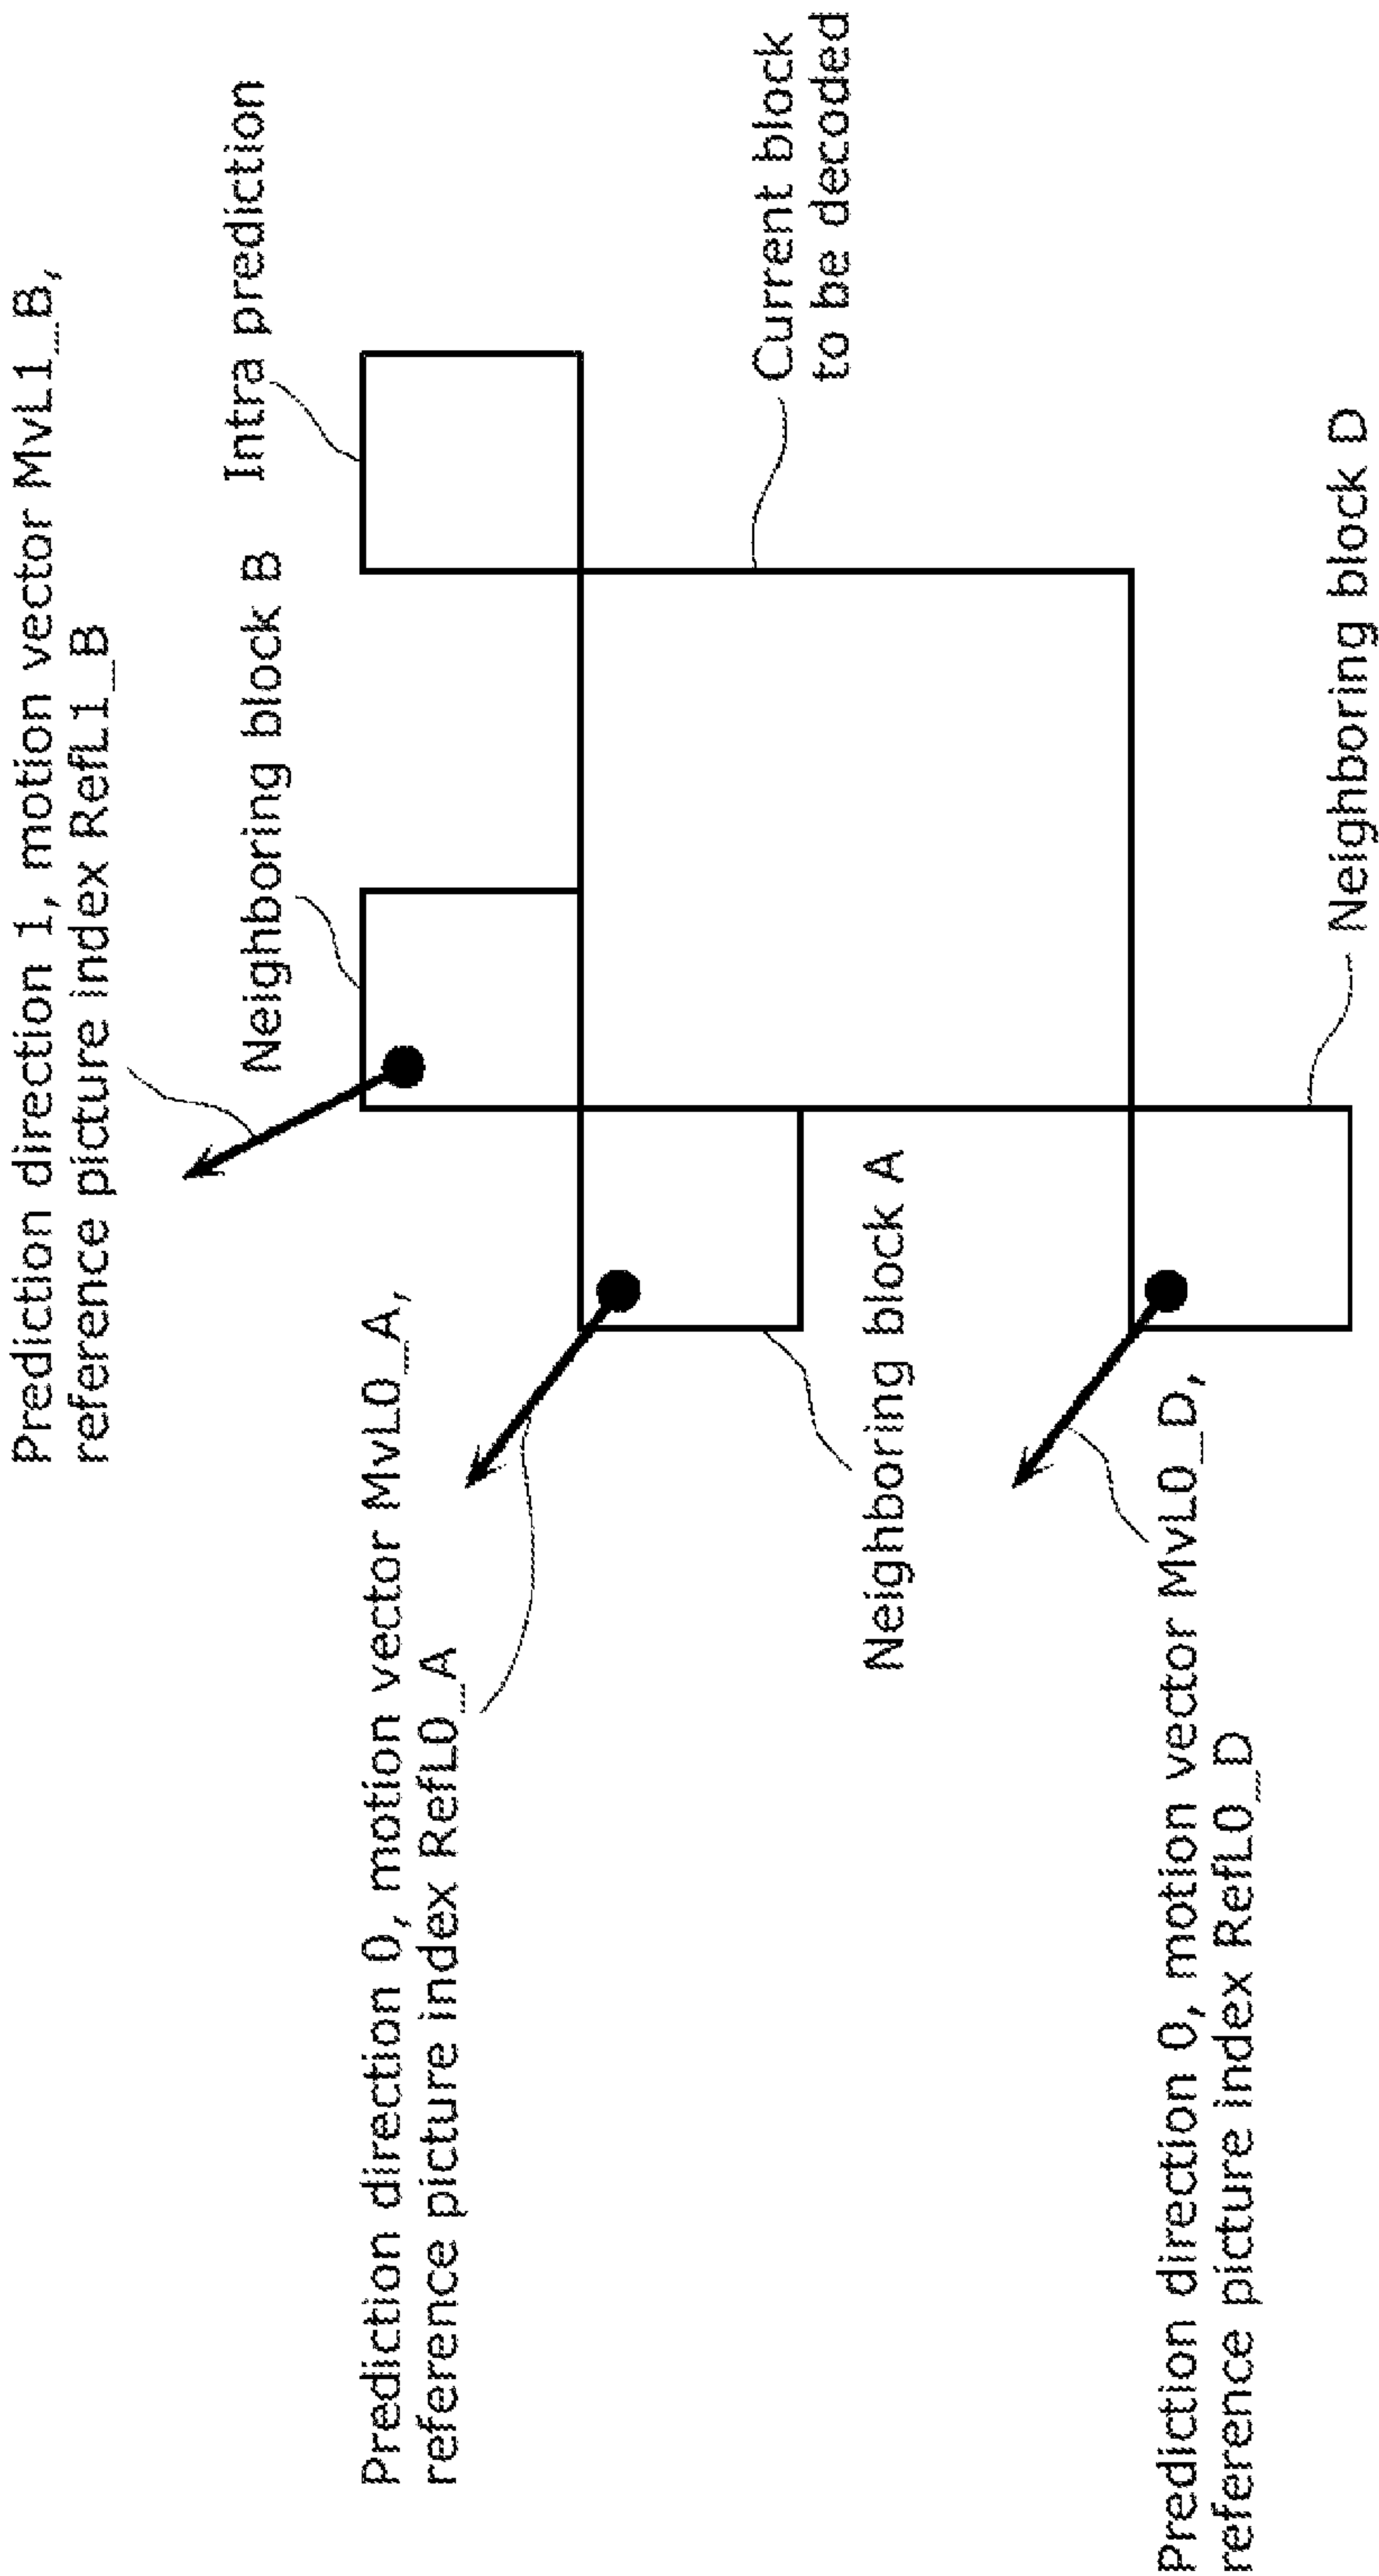 Prediction direction 1, motion vector MvL1_B,
reference picture index RefL1_B
Neighboring block B
Intra prediction
Prediction direction 0, motion vector MvL0_A,
reference picture index RefL0_A
Current block
to be decoded
Neighboring block A
Prediction direction 0, motion vector MvL0_D,
reference picture index RefL0_D
Neighboring block D